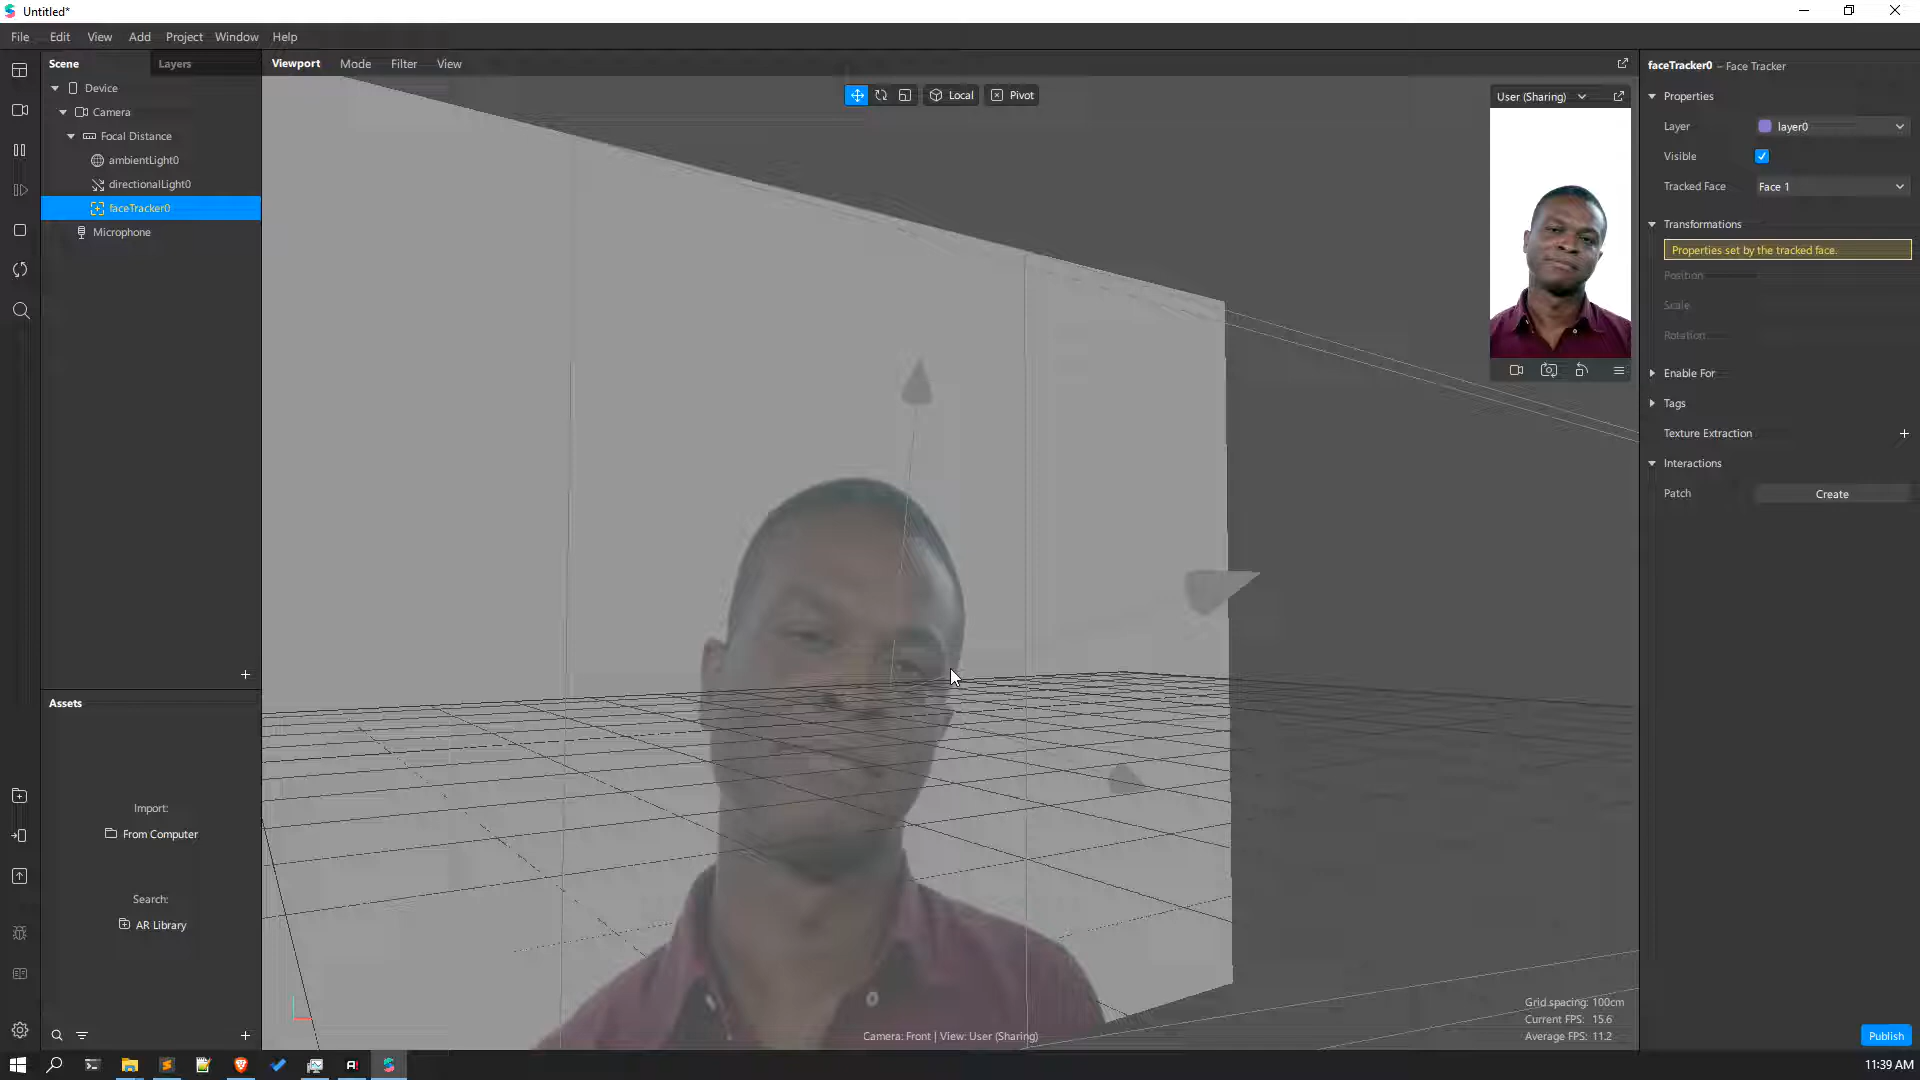 Untitled*
File Edit View Add Project Window Help
Scene Layers
Device
Camera
Focal Distance
ambientLight0
directionalLight0
faceTracker0
Microphone
Assets
Import:
From Computer
Search:
AR Library
Viewport Mode Filter View
Local Pivot
User (Sharing)
Camera: Front | View: User (Sharing)
Grid spacing: 100cm
Current FPS: 15.6
Average FPS: 11.2
faceTracker0 – Face Tracker
Properties
Layer layer0
Visible
Tracked Face Face 1
Transformations
Properties set by the tracked face.
Position
Scale
Rotation
Enable For
Tags
Texture Extraction
Interactions
Patch Create
Publish
11:39 AM